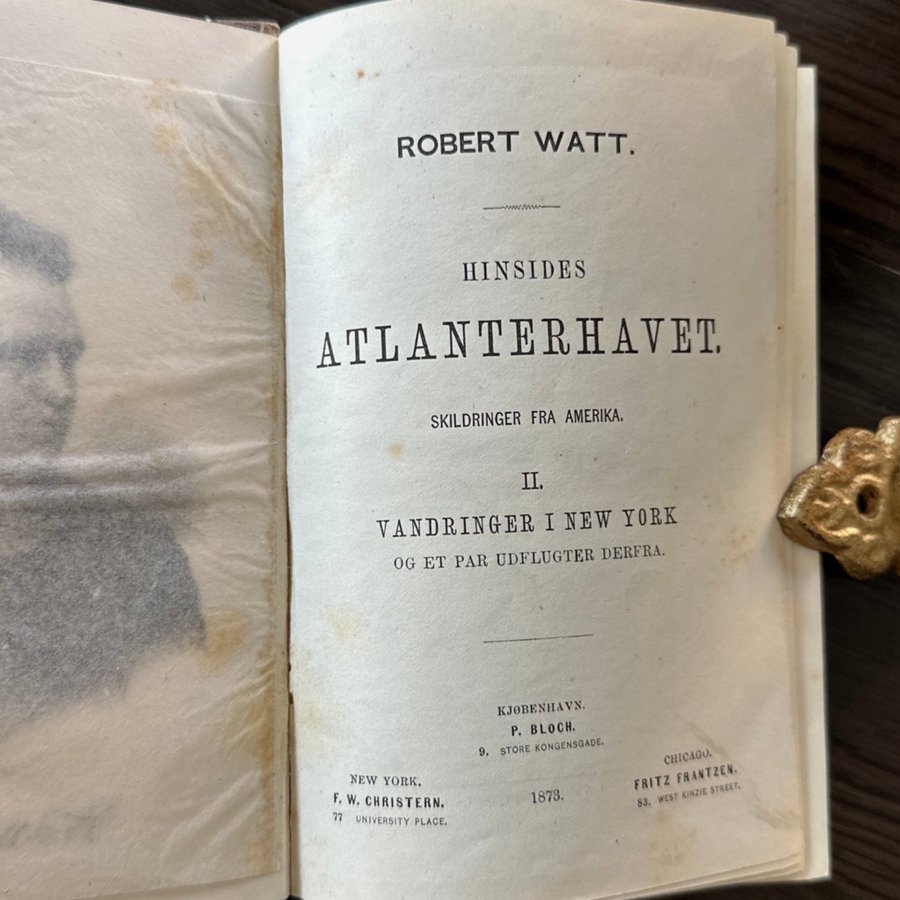 ROBERT WATT.
HINSIDES
ATLANTERHAVET.
SKILDRINGER FRA AMERIKA.
II.
VANDRINGER I NEW YORK
OG ET PAR UDFLUGTER DERFRA.
KJØBENHAVN.
P. BLOCH.
9, STORE KONGENSGADE.
NEW YORK.
F. W. CHRISTERN.
77 UNIVERSITY PLACE.
1873.
CHICAGO.
FRITZ FRANTZEN.
83, WEST KINZIE STREET.